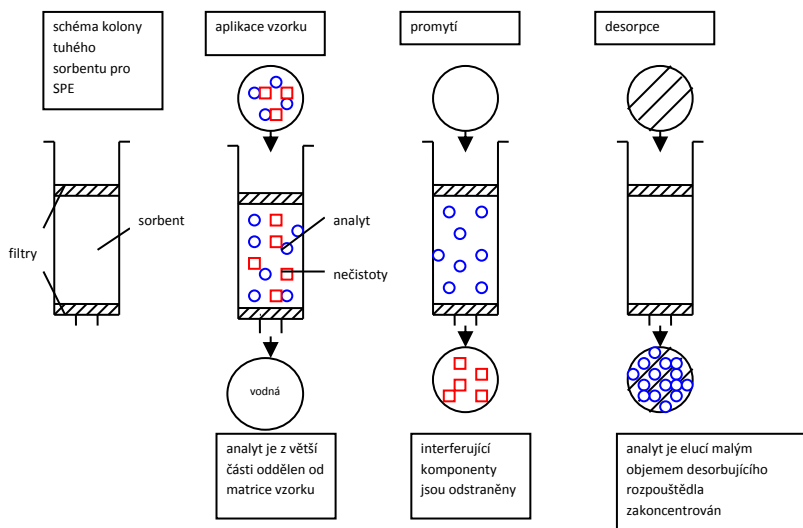 schéma kolony
tuhého
sorbentu pro
SPE
aplikace vzorku
promytí
desorpce
sorbent
filtry
analyt
nečistoty
vodná
analyt je z větší
části oddělen od
matrice vzorku
interferující
komponenty
jsou odstraněny
analyt je elucí malým
objemem desorbujícího
rozpouštědla
zakoncentrován